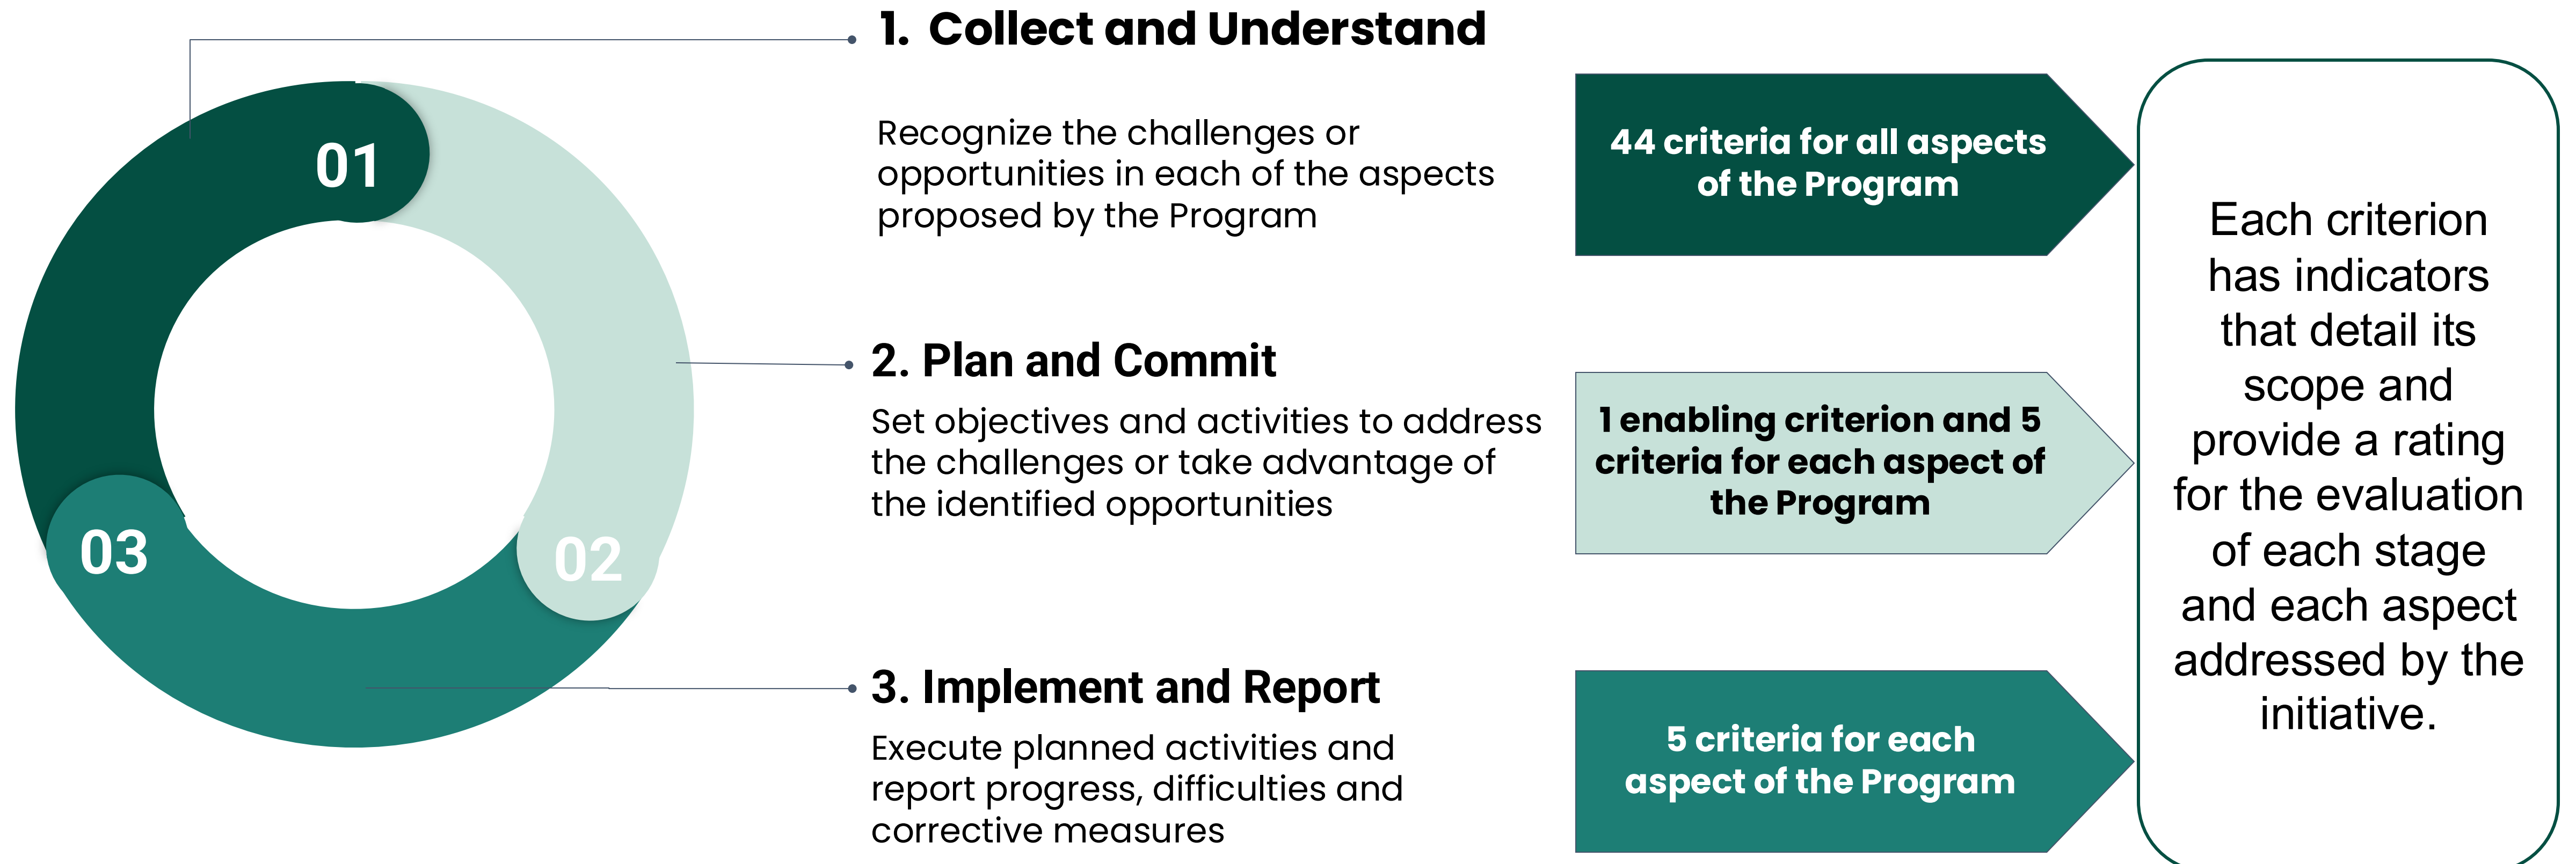 01
02
03
1. Collect and Understand
Recognize the challenges or
opportunities in each of the aspects
proposed by the Program
44 criteria for all aspects
of the Program
2. Plan and Commit
Set objectives and activities to address
the challenges or take advantage of
the identified opportunities
1 enabling criterion and 5
criteria for each aspect of
the Program
3. Implement and Report
Execute planned activities and
report progress, difficulties and
corrective measures
5 criteria for each
aspect of the Program
Each criterion
has indicators
that detail its
scope and
provide a rating
for the evaluation
of each stage
and each aspect
addressed by the
initiative.